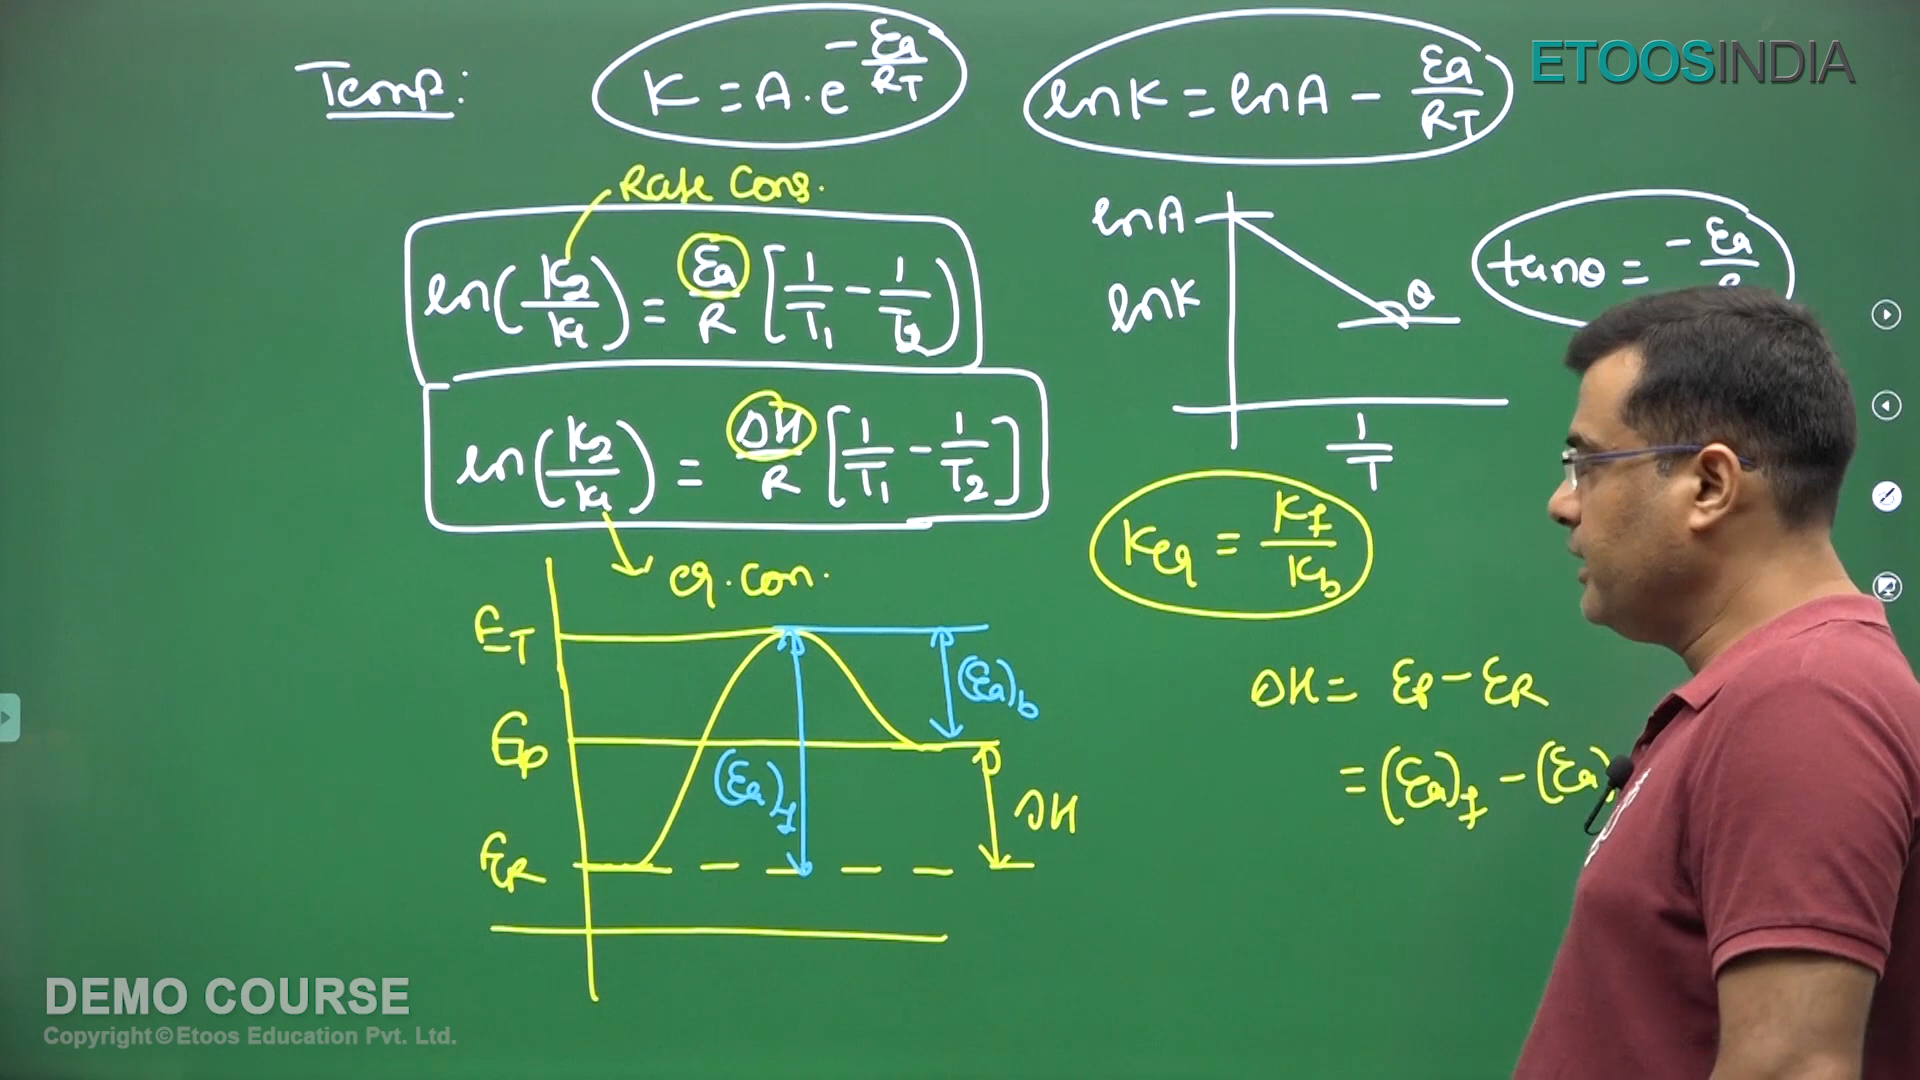 Temp:
K = A . e^(-Ea/RT)
lnK = lnA - Ea/RT
ETOOSINDIA
Rate Cons.
ln(K2/K1) = Ea/R [1/T1 - 1/T2)
ln(K2/K1) = ΔH/R [1/T1 - 1/T2]
eq. con.
lnA
lnK
θ
1/T
tanθ = -Ea/
Keq = Kf/Kb
ET
EP
ER
(Ea)f
(Ea)b
ΔH
ΔH = EP - ER
= (Ea)f - (Ea)
DEMO COURSE
Copyright © Etoos Education Pvt. Ltd.